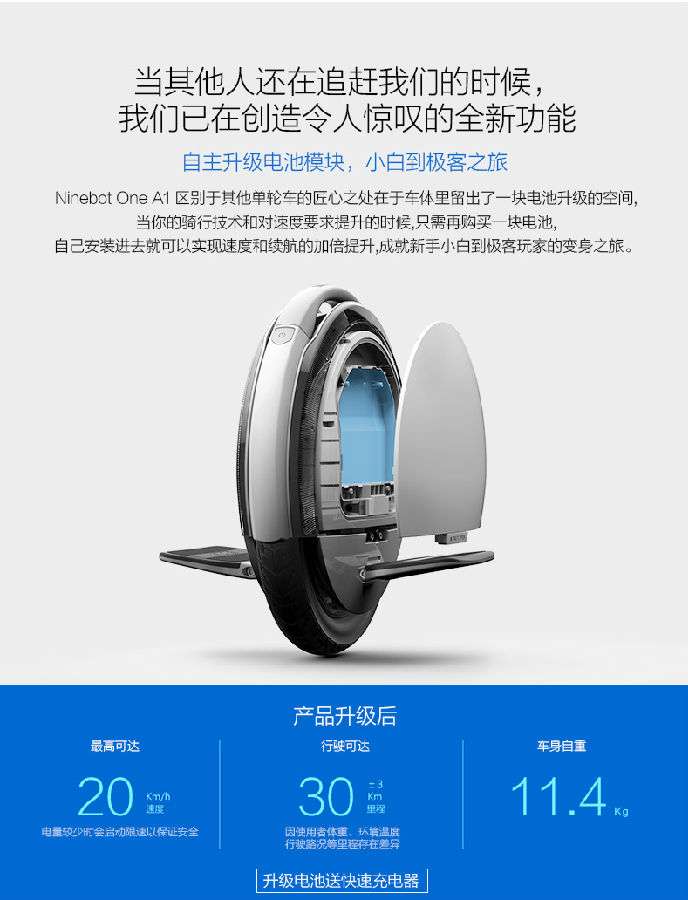 当其他人还在追赶我们的时候，
我们已在创造令人惊叹的全新功能
自主升级电池模块，小白到极客之旅
Ninebot One A1 区别于其他单轮车的匠心之处在于车体里留出了一块电池升级的空间,
当你的骑行技术和对速度要求提升的时候,只需再购买一块电池,
自己安装进去就可以实现速度和续航的加倍提升,成就新手小白到极客玩家的变身之旅。
产品升级后
最高可达
20 Km/h 速度
电量较少时会启动限速以保证安全
行驶可达
30 ±3 Km 里程
因使用者体重、环境温度
行驶路况等里程存在差异
车身自重
11.4 Kg
升级电池送快速充电器